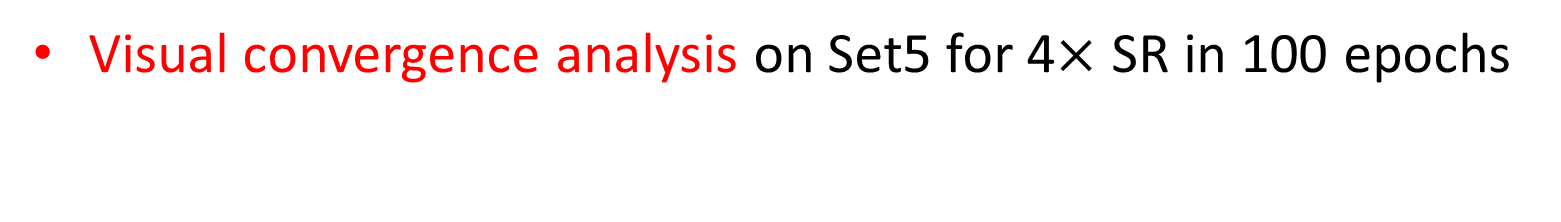 • Visual convergence analysis on Set5 for 4× SR in 100 epochs